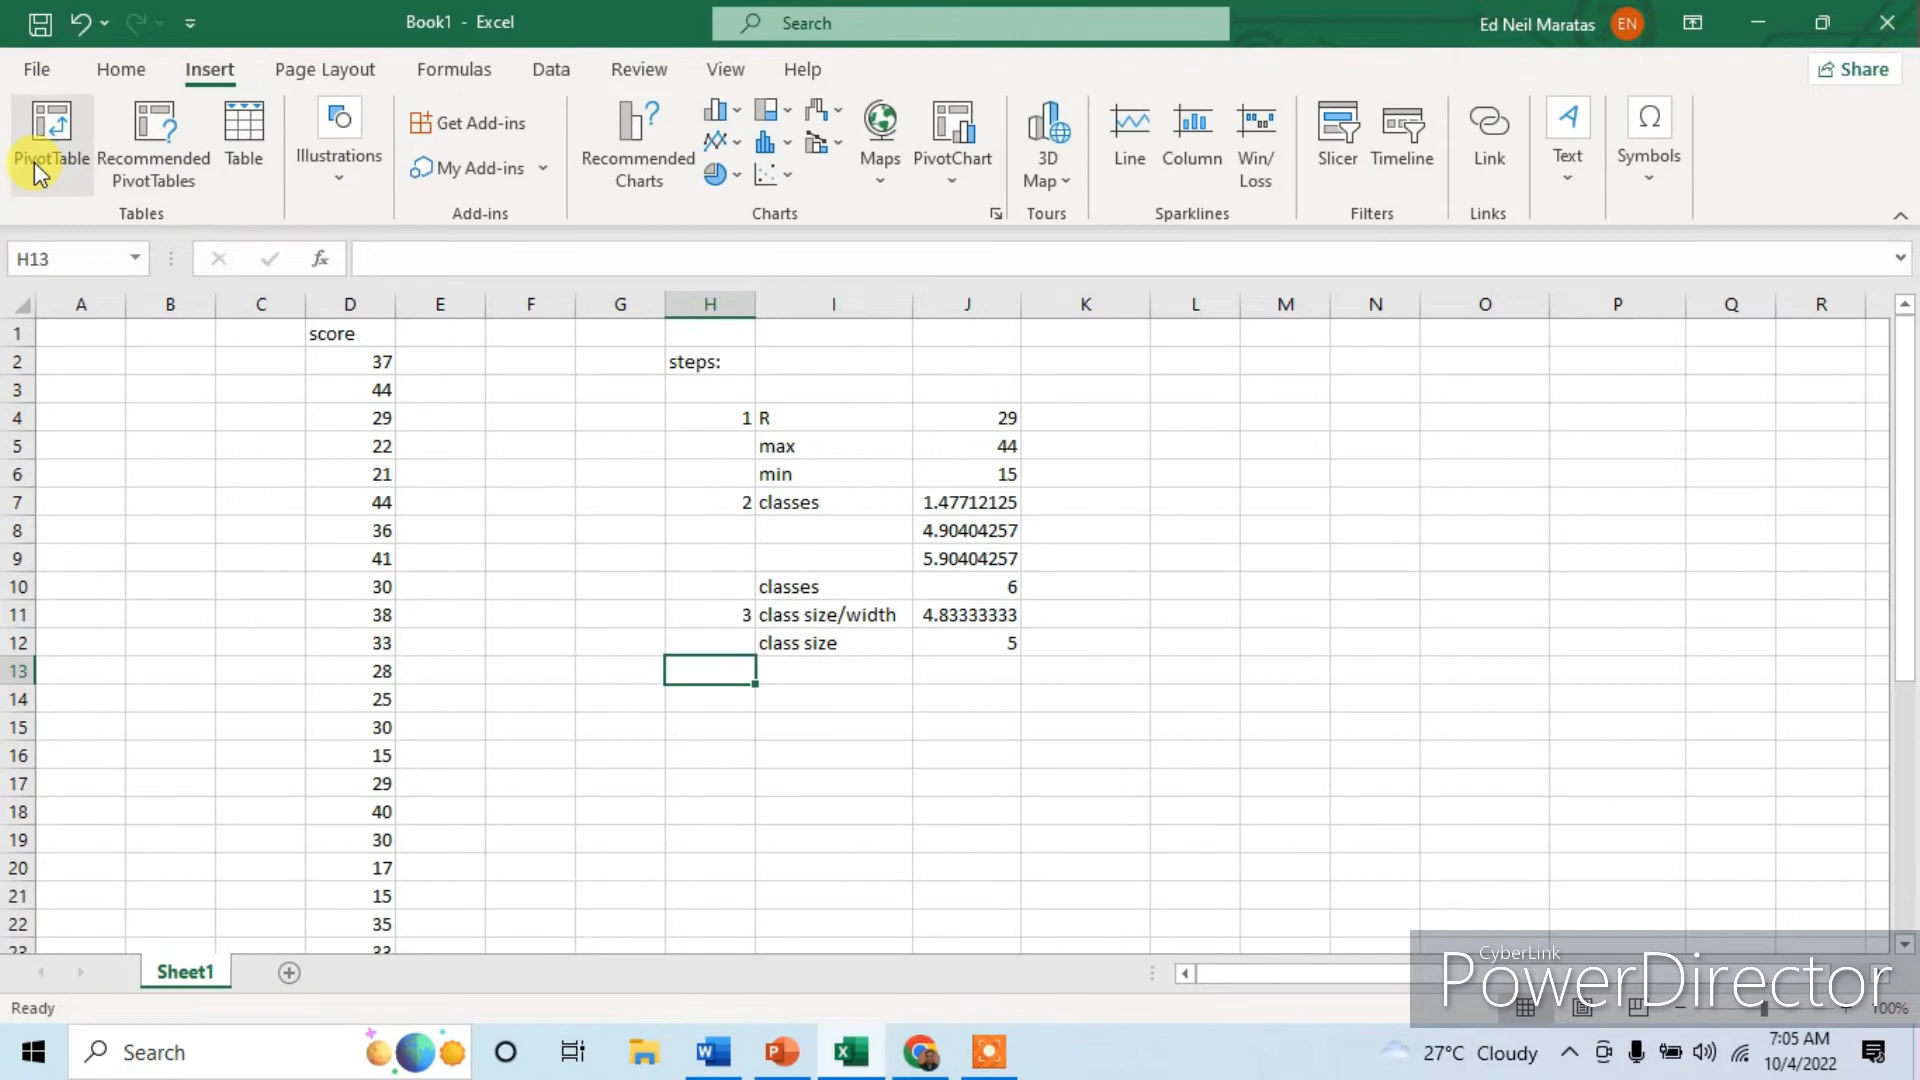 Book1 - Excel
Search
Ed Neil Maratas EN
File Home Insert Page Layout Formulas Data Review View Help
Share
PivotTable
Recommended PivotTables
Table
Illustrations
Get Add-ins
My Add-ins
Recommended Charts
Maps
PivotChart
3D Map
Line
Column
Win/Loss
Slicer
Timeline
Link
Text
Symbols
Tables Add-ins Charts Tours Sparklines Filters Links
H13
fx
A B C D E F G H I J K L M N O P Q R
1 score
2 37 steps:
3 44
4 29 1 R 29
5 22 max 44
6 21 min 15
7 44 2 classes 1.47712125
8 36 4.90404257
9 41 5.90404257
10 30 classes 6
11 38 3 class size/width 4.83333333
12 33 class size 5
13 28
14 25
15 30
16 15
17 29
18 40
19 30
20 17
21 15
22 35
23 33
Sheet1
CyberLink
PowerDirector
Ready
100%
Search
27°C Cloudy
7:05 AM
10/4/2022